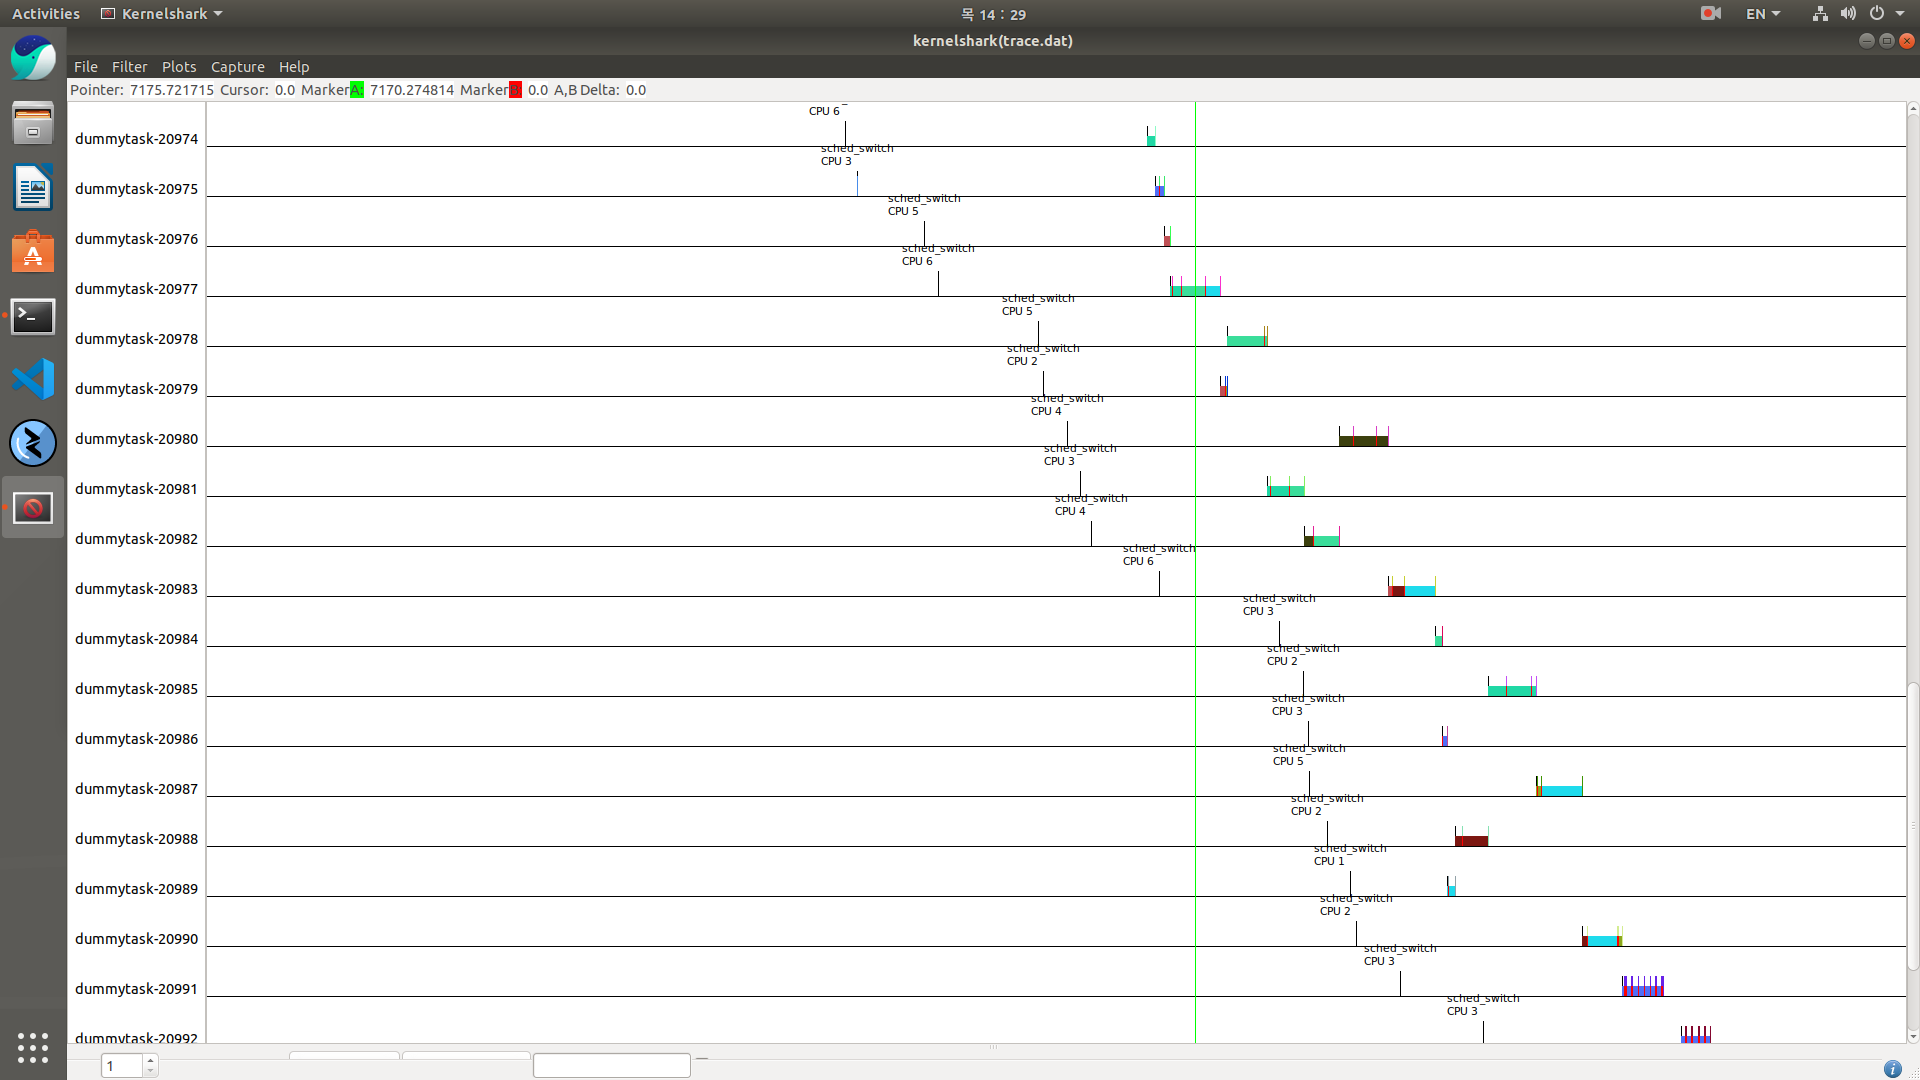 Activities Kernelshark 목 14 : 29 EN
kernelshark(trace.dat)
File Filter Plots Capture Help
Pointer: 7175.721715 Cursor: 0.0 Marker A: 7170.274814 Marker B: 0.0 A,B Delta: 0.0
CPU 6
dummytask-20974
sched_switch
CPU 3
dummytask-20975
sched_switch
CPU 5
dummytask-20976
sched_switch
CPU 6
dummytask-20977
sched_switch
CPU 5
dummytask-20978
sched_switch
CPU 2
dummytask-20979
sched_switch
CPU 4
dummytask-20980
sched_switch
CPU 3
dummytask-20981
sched_switch
CPU 4
dummytask-20982
sched_switch
CPU 6
dummytask-20983
sched_switch
CPU 3
dummytask-20984
sched_switch
CPU 2
dummytask-20985
sched_switch
CPU 3
dummytask-20986
sched_switch
CPU 5
dummytask-20987
sched_switch
CPU 2
dummytask-20988
sched_switch
CPU 1
dummytask-20989
sched_switch
CPU 2
dummytask-20990
sched_switch
CPU 3
dummytask-20991
sched_switch
CPU 3
dummytask-20992
1